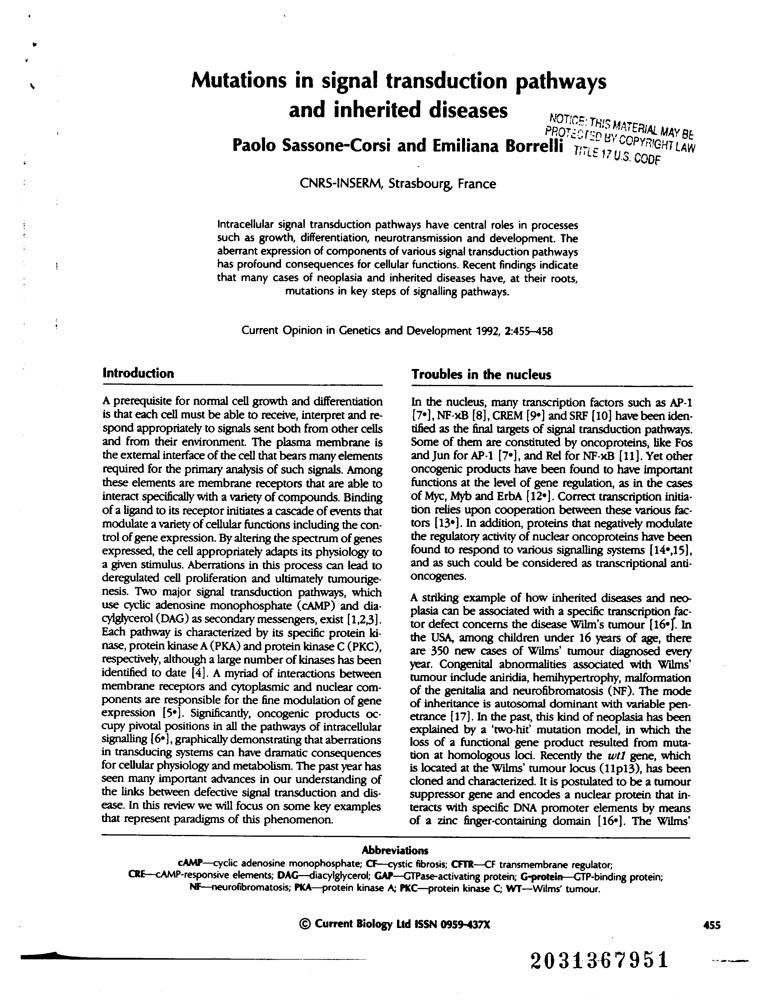 Mutations in signal transduction pathways
and inherited diseases
NOTICE: THIS MATERIAL MAY BE
PROTECTED BY COPYRIGHT LAW
TITLE 17 U.S. CODE
Paolo Sassone-Corsi and Emiliana Borrelli
CNRS-INSERM, Strasbourg, France
Intracellular signal transduction pathways have central roles in processes
such as growth, differentiation, neurotransmission and development. The
aberrant expression of components of various signal transduction pathways
has profound consequences for cellular functions. Recent findings indicate
that many cases of neoplasia and inherited diseases have, at their roots,
mutations in key steps of signalling pathways.
Current Opinion in Genetics and Development 1992, 2:455–458
Introduction
A prerequisite for normal cell growth and differentiation
is that each cell must be able to receive, interpret and re-
spond appropriately to signals sent both from other cells
and from their environment. The plasma membrane is
the external interface of the cell that bears many elements
required for the primary analysis of such signals. Among
these elements are membrane receptors that are able to
interact specifically with a variety of compounds. Binding
of a ligand to its receptor initiates a cascade of events that
modulate a variety of cellular functions including the con-
trol of gene expression. By altering the spectrum of genes
expressed, the cell appropriately adapts its physiology to
a given stimulus. Aberrations in this process can lead to
deregulated cell proliferation and ultimately tumourige-
nesis. Two major signal transduction pathways, which
use cyclic adenosine monophosphate (cAMP) and dia-
cylglycerol (DAG) as secondary messengers, exist [1,2,3].
Each pathway is characterized by its specific protein ki-
nase, protein kinase A (PKA) and protein kinase C (PKC),
respectively, although a large number of kinases has been
identified to date [4]. A myriad of interactions between
membrane receptors and cytoplasmic and nuclear com-
ponents are responsible for the fine modulation of gene
expression [5•]. Significantly, oncogenic products oc-
cupy pivotal positions in all the pathways of intracellular
signalling [6•], graphically demonstrating that aberrations
in transducing systems can have dramatic consequences
for cellular physiology and metabolism. The past year has
seen many important advances in our understanding of
the links between defective signal transduction and dis-
ease. In this review we will focus on some key examples
that represent paradigms of this phenomenon.
Troubles in the nucleus
In the nucleus, many transcription factors such as AP-1
[7•], NF-κB [8], CREM [9•] and SRF [10] have been iden-
tified as the final targets of signal transduction pathways.
Some of them are constituted by oncoproteins, like Fos
and Jun for AP-1 [7•], and Rel for NF-κB [11]. Yet other
oncogenic products have been found to have important
functions at the level of gene regulation, as in the cases
of Myc, Myb and ErbA [12•]. Correct transcription initia-
tion relies upon cooperation between these various fac-
tors [13•]. In addition, proteins that negatively modulate
the regulatory activity of nuclear oncoproteins have been
found to respond to various signalling systems [14•,15],
and as such could be considered as transcriptional anti-
oncogenes.
A striking example of how inherited diseases and neo-
plasia can be associated with a specific transcription fac-
tor defect concerns the disease Wilm's tumour [16•]. In
the USA, among children under 16 years of age, there
are 350 new cases of Wilms' tumour diagnosed every
year. Congenital abnormalities associated with Wilms'
tumour include aniridia, hemihypertrophy, malformation
of the genitalia and neurofibromatosis (NF). The mode
of inheritance is autosomal dominant with variable pen-
etrance [17]. In the past, this kind of neoplasia has been
explained by a 'two-hit' mutation model, in which the
loss of a functional gene product resulted from muta-
tion at homologous loci. Recently the wt1 gene, which
is located at the Wilms' tumour locus (11p13), has been
cloned and characterized. It is postulated to be a tumour
suppressor gene and encodes a nuclear protein that in-
teracts with specific DNA promoter elements by means
of a zinc finger-containing domain [16•]. The Wilms'
Abbreviations
cAMP—cyclic adenosine monophosphate; CF—cystic fibrosis; CFTR—CF transmembrane regulator;
CRE—cAMP-responsive elements; DAG—diacylglycerol; GAP—GTPase-activating protein; G-protein—GTP-binding protein;
NF—neurofibromatosis; PKA—protein kinase A; PKC—protein kinase C; WT—Wilms' tumour.
© Current Biology Ltd ISSN 0959-437X
455
2031367951